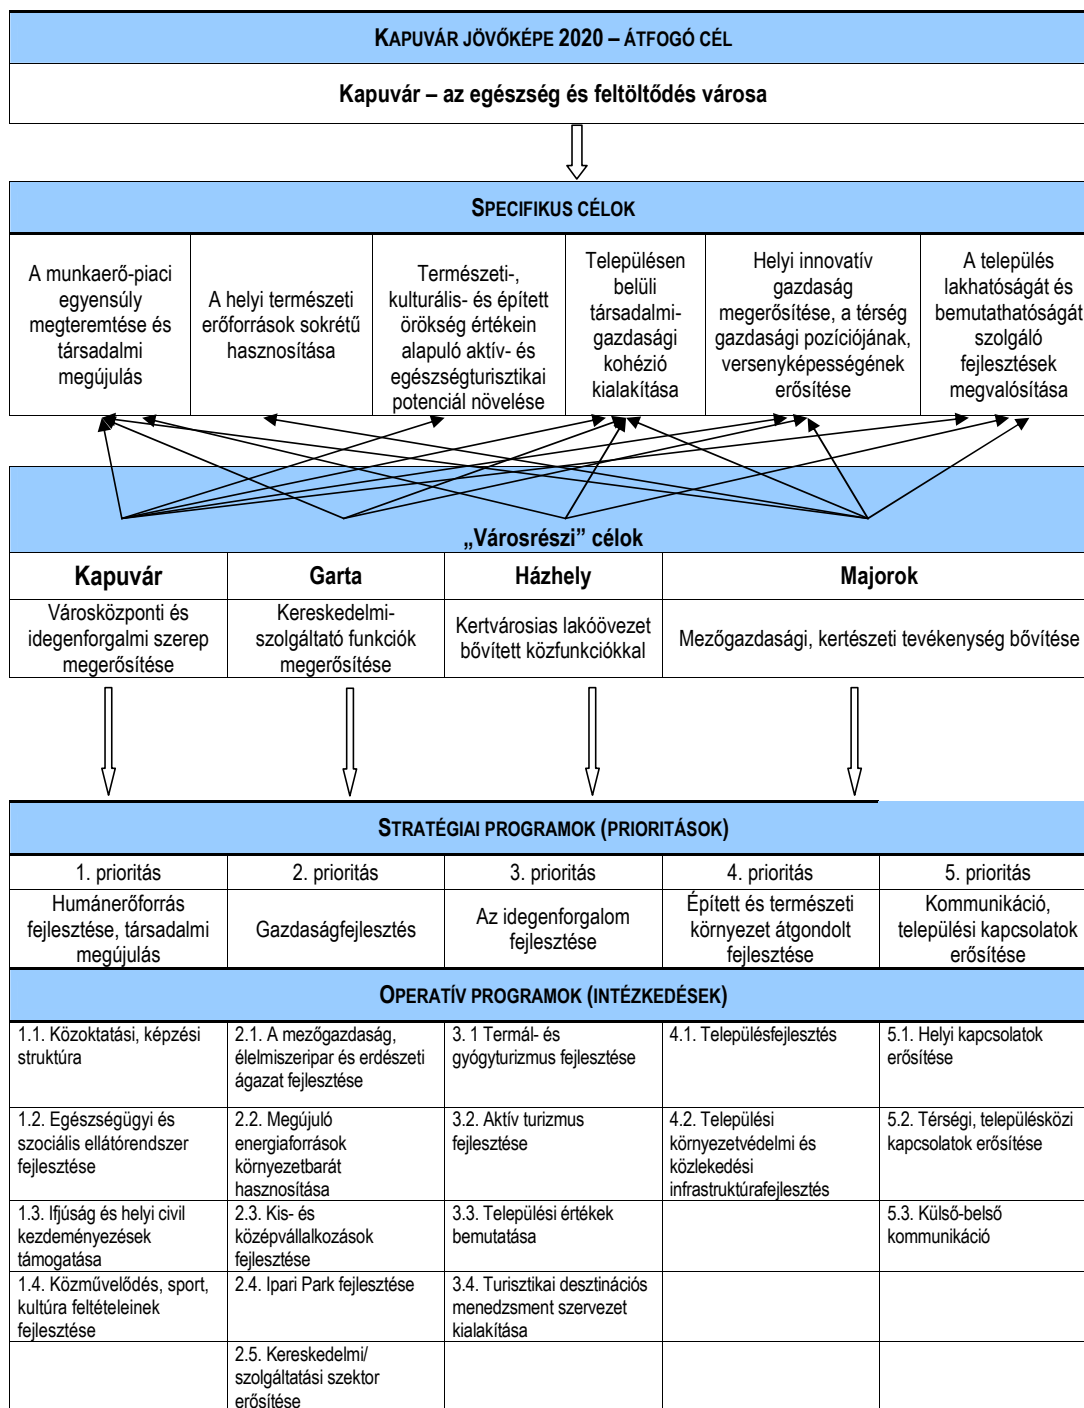 KAPUVÁR JÖVŐKÉPE 2020 – ÁTFOGÓ CÉL
Kapuvár – az egészség és feltöltődés városa
SPECIFIKUS CÉLOK
A munkaerő-piaci
egyensúly
megteremtése és
társadalmi
megújulás
A helyi természeti
erőforrások sokrétű
hasznosítása
Természeti-,
kulturális- és épített
örökség értékein
alapuló aktív- és
egészségturisztikai
potenciál növelése
Településen
belüli
társadalmi-
gazdasági
kohézió
kialakítása
Helyi innovatív
gazdaság
megerősítése, a térség
gazdasági pozíciójának,
versenyképességének
erősítése
A település
lakhatóságát és
bemutathatóságát
szolgáló
fejlesztések
megvalósítása
„Városrészi” célok
Kapuvár
Garta
Házhely
Majorok
Városközponti és
idegenforgalmi szerep
megerősítése
Kereskedelmi-
szolgáltató funkciók
megerősítése
Kertvárosias lakóövezet
bővített közfunkciókkal
Mezőgazdasági, kertészeti tevékenység bővítése
STRATÉGIAI PROGRAMOK (PRIORITÁSOK)
1. prioritás
2. prioritás
3. prioritás
4. prioritás
5. prioritás
Humánerőforrás
fejlesztése, társadalmi
megújulás
Gazdaságfejlesztés
Az idegenforgalom
fejlesztése
Épített és természeti
környezet átgondolt
fejlesztése
Kommunikáció,
települési kapcsolatok
erősítése
OPERATÍV PROGRAMOK (INTÉZKEDÉSEK)
1.1. Közoktatási, képzési
struktúra
2.1. A mezőgazdaság,
élelmiszeripar és erdészeti
ágazat fejlesztése
3. 1 Termál- és
gyógyturizmus fejlesztése
4.1. Településfejlesztés
5.1. Helyi kapcsolatok
erősítése
1.2. Egészségügyi és
szociális ellátórendszer
fejlesztése
2.2. Megújuló
energiaforrások
környezetbarát
hasznosítása
3.2. Aktív turizmus
fejlesztése
4.2. Települési
környezetvédelmi és
közlekedési
infrastruktúrafejlesztés
5.2. Térségi, településközi
kapcsolatok erősítése
1.3. Ifjúság és helyi civil
kezdeményezések
támogatása
2.3. Kis- és
középvállalkozások
fejlesztése
3.3. Települési értékek
bemutatása
5.3. Külső-belső
kommunikáció
1.4. Közművelődés, sport,
kultúra feltételeinek
fejlesztése
2.4. Ipari Park fejlesztése
3.4. Turisztikai desztinációs
menedzsment szervezet
kialakítása
2.5. Kereskedelmi/
szolgáltatási szektor
erősítése